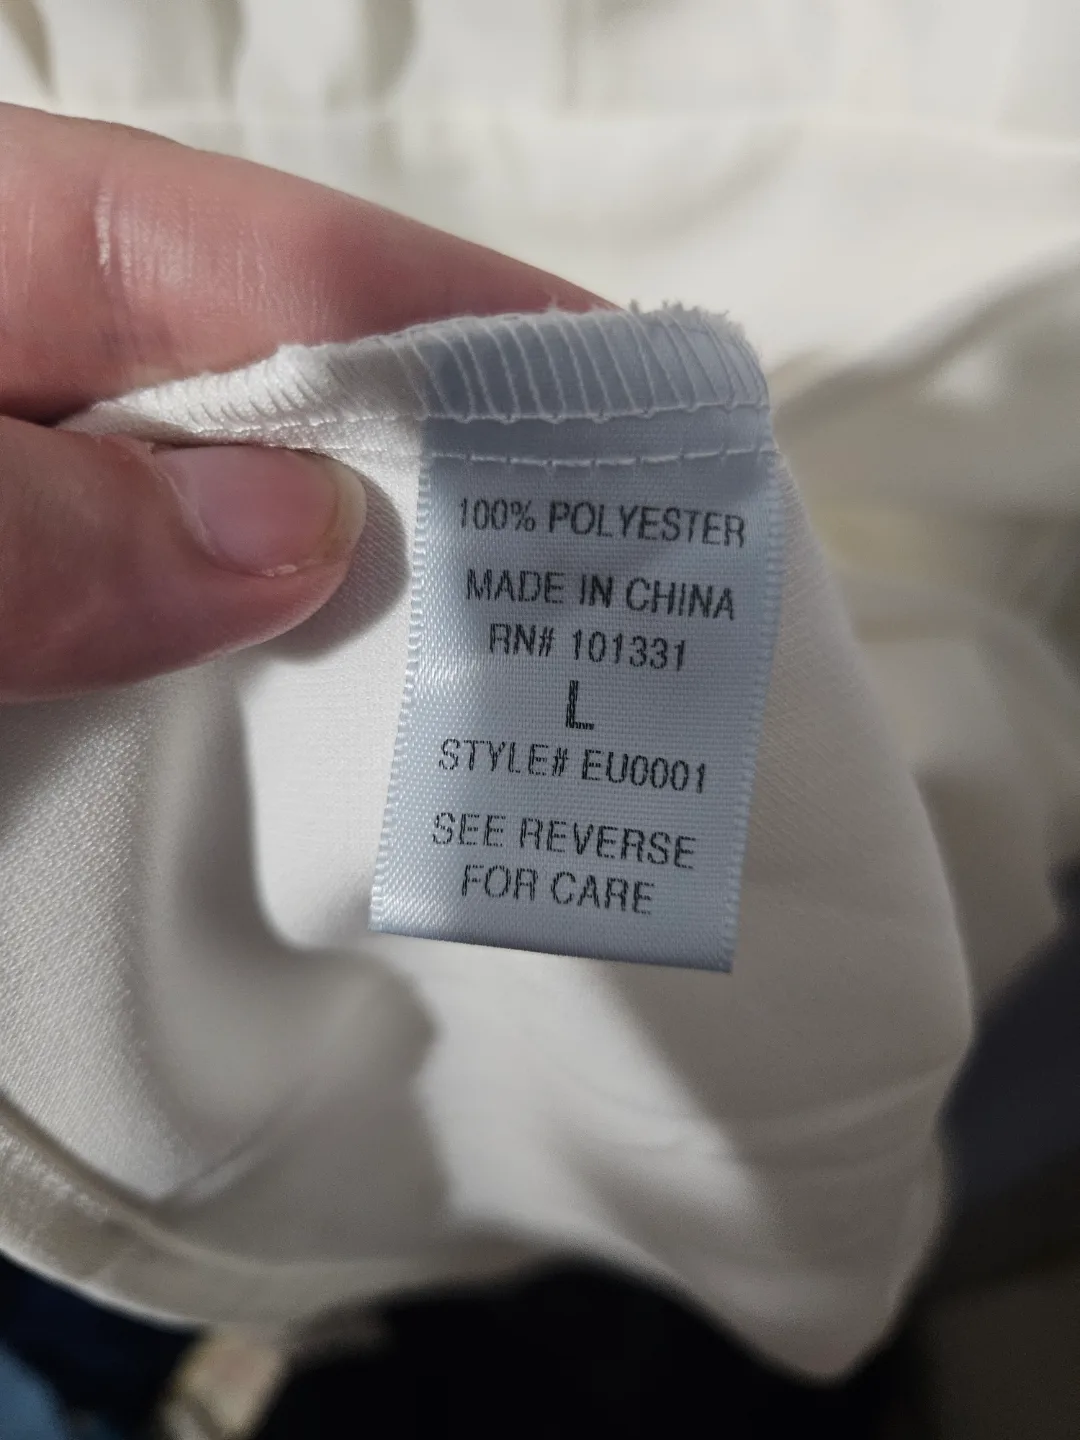 100% POLYESTER
MADE IN CHINA
RN# 101331
L
STYLE# EU0001
SEE REVERSE
FOR CARE